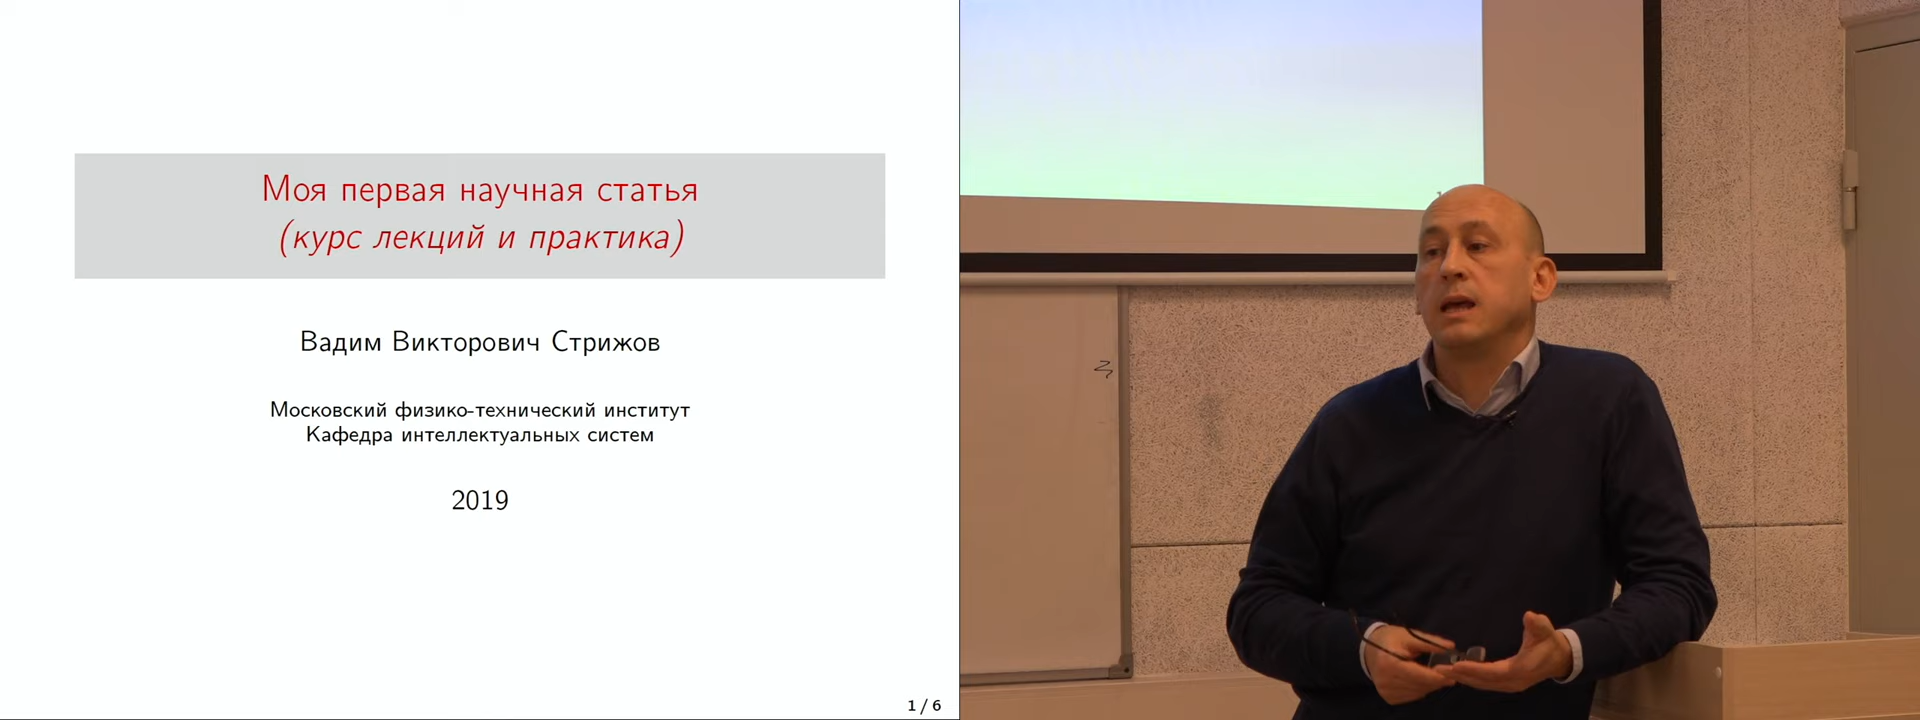 Моя первая научная статья
(курс лекций и практика)
Вадим Викторович Стрижов
Московский физико-технический институт
Кафедра интеллектуальных систем
2019
1 / 6